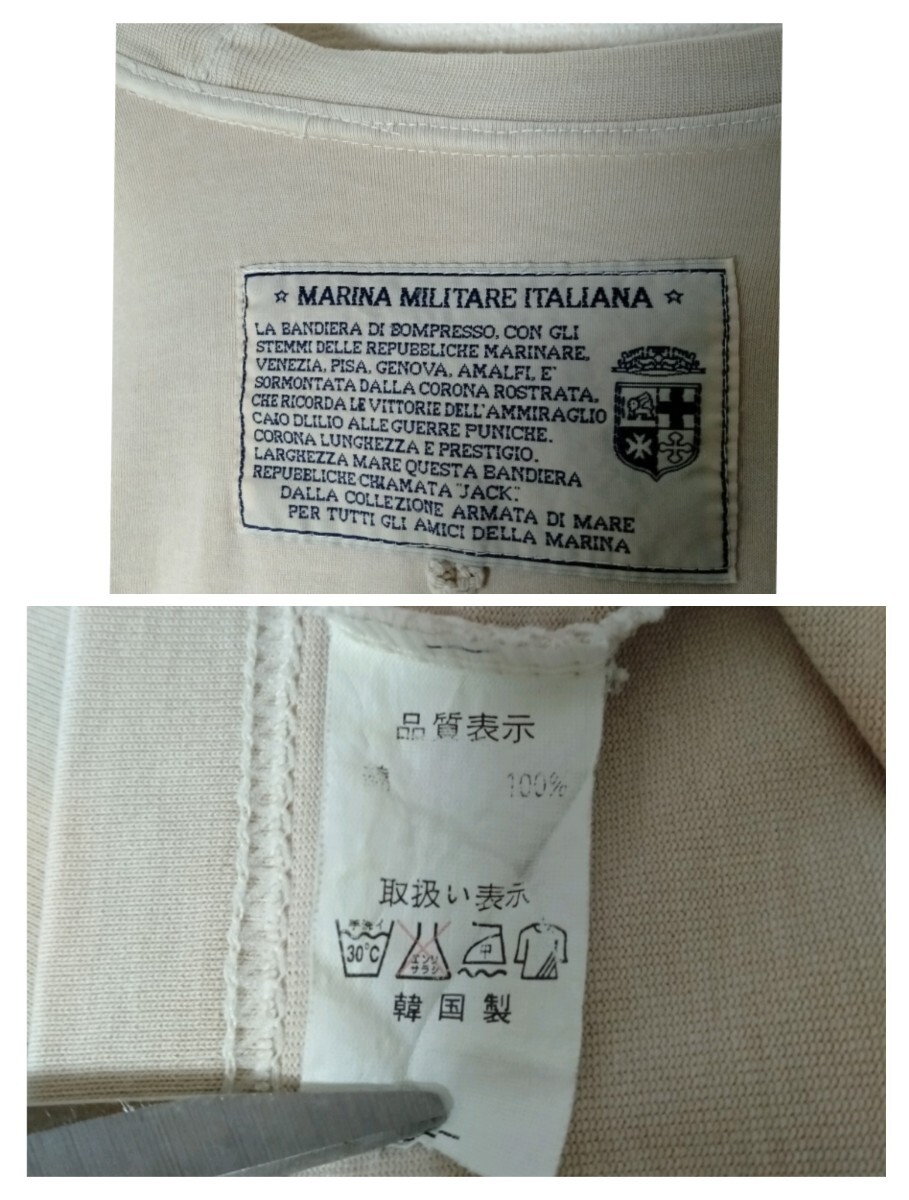 ☆ MARINA MILITARE ITALIANA ☆
LA BANDIERA DI BOMPRESSO, CON GLI
STEMMI DELLE REPUBBLICHE MARINARE,
VENEZIA, PISA, GENOVA, AMALFI, E'
SORMONTATA DALLA CORONA ROSTRATA,
CHE RICORDA LE VITTORIE DELL'AMMIRAGLIO
CAIO DLILIO ALLE GUERRE PUNICHE.
CORONA LUNGHEZZA E PRESTIGIO.
LARGHEZZA MARE QUESTA BANDIERA
REPUBBLICHE CHIAMATA "JACK".
DALLA COLLEZIONE ARMATA DI MARE
PER TUTTI GLI AMICI DELLA MARINA
品質表示
綿 100%
取扱い表示
手洗イ
30℃
エンソ
サラシ
中
韓国製